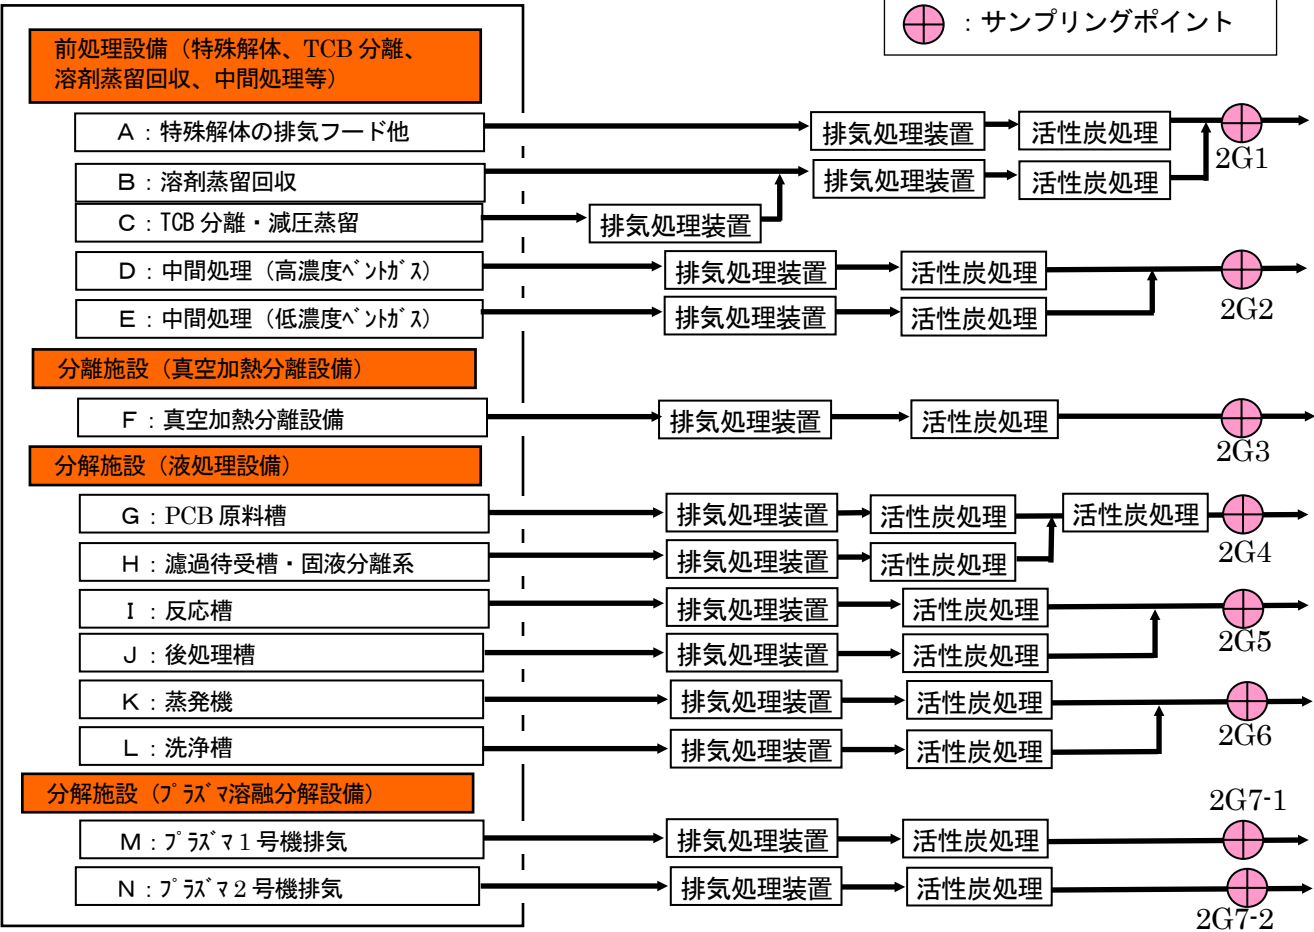 ：サンプリングポイント
前処理設備（特殊解体、TCB 分離、
溶剤蒸留回収、中間処理等）
A：特殊解体の排気フード他
排気処理装置
活性炭処理
2G1
B：溶剤蒸留回収
排気処理装置
活性炭処理
C：TCB 分離・減圧蒸留
排気処理装置
D：中間処理（高濃度ﾍﾞﾝﾄｶﾞｽ）
排気処理装置
活性炭処理
2G2
E：中間処理（低濃度ﾍﾞﾝﾄｶﾞｽ）
排気処理装置
活性炭処理
分離施設（真空加熱分離設備）
F：真空加熱分離設備
排気処理装置
活性炭処理
2G3
分解施設（液処理設備）
G：PCB 原料槽
排気処理装置
活性炭処理
活性炭処理
2G4
H：濾過待受槽・固液分離系
排気処理装置
活性炭処理
I：反応槽
排気処理装置
活性炭処理
2G5
J：後処理槽
排気処理装置
活性炭処理
K：蒸発機
排気処理装置
活性炭処理
2G6
L：洗浄槽
排気処理装置
活性炭処理
分解施設（ﾌﾟﾗｽﾞﾏ溶融分解設備）
2G7-1
M：ﾌﾟﾗｽﾞﾏ 1 号機排気
排気処理装置
活性炭処理
N：ﾌﾟﾗｽﾞﾏ 2 号機排気
排気処理装置
活性炭処理
2G7-2